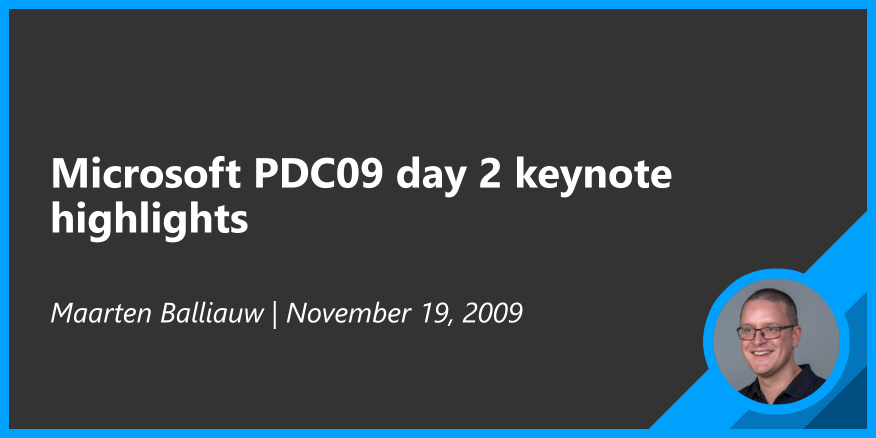 Microsoft PDC09 day 2 keynote
highlights
Maarten Balliauw | November 19, 2009